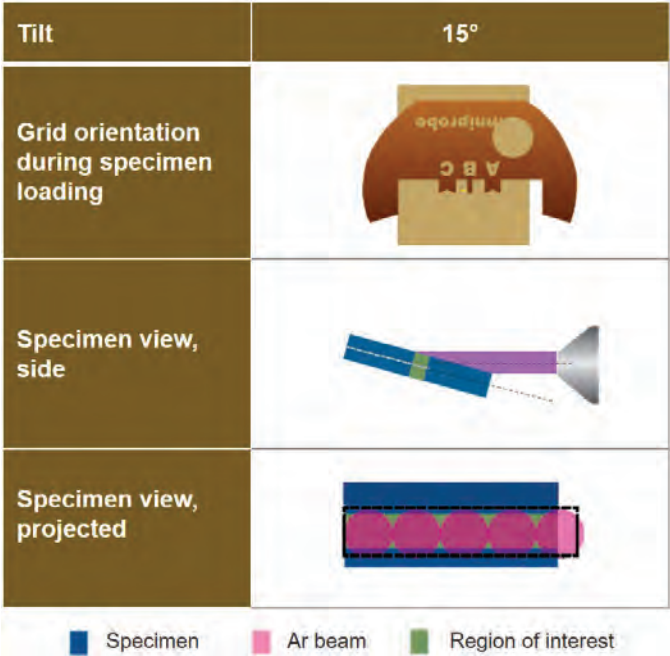 Tilt
15°
Grid orientation
during specimen
loading
omniprobe
A B C
Specimen view,
side
Specimen view,
projected
Specimen
Ar beam
Region of interest